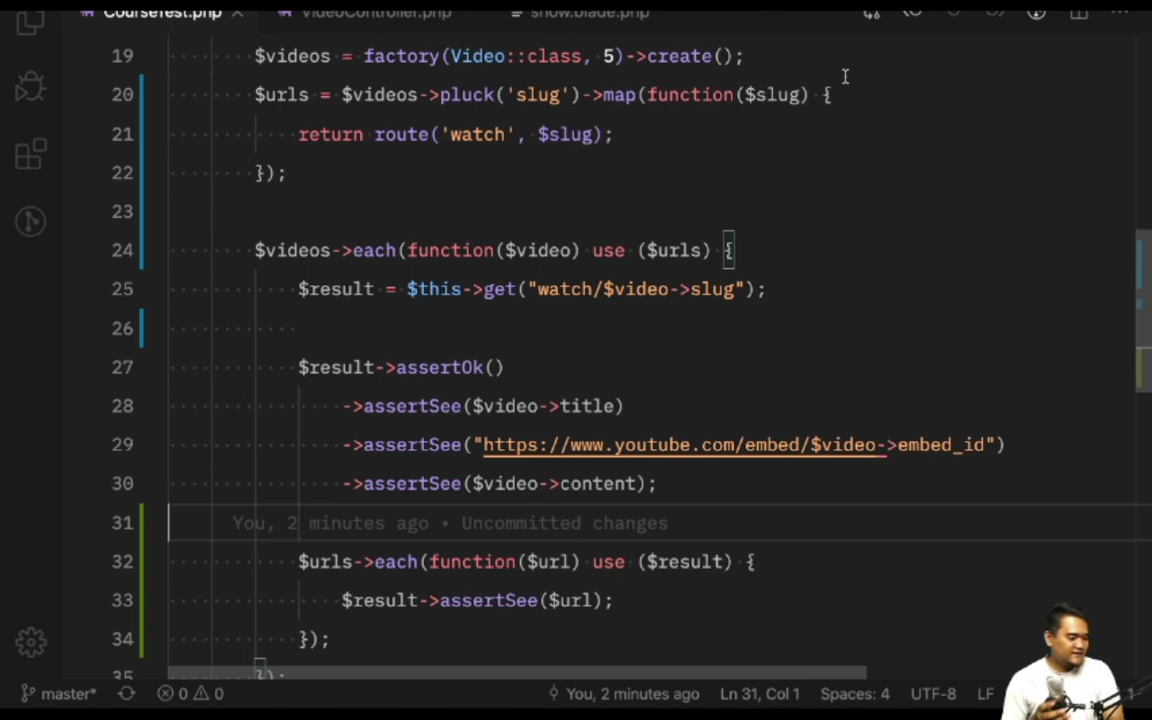 CourseTest.php VideoController.php show.blade.php
19 $videos = factory(Video::class, 5)->create();
20 $urls = $videos->pluck('slug')->map(function($slug) {
21 return route('watch', $slug);
22 });
23
24 $videos->each(function($video) use ($urls) {
25 $result = $this->get("watch/$video->slug");
26
27 $result->assertOk()
28 ->assertSee($video->title)
29 ->assertSee("https://www.youtube.com/embed/$video->embed_id")
30 ->assertSee($video->content);
31 You, 2 minutes ago • Uncommitted changes
32 $urls->each(function($url) use ($result) {
33 $result->assertSee($url);
34 });
35 });
master* 0 0 You, 2 minutes ago Ln 31, Col 1 Spaces: 4 UTF-8 LF